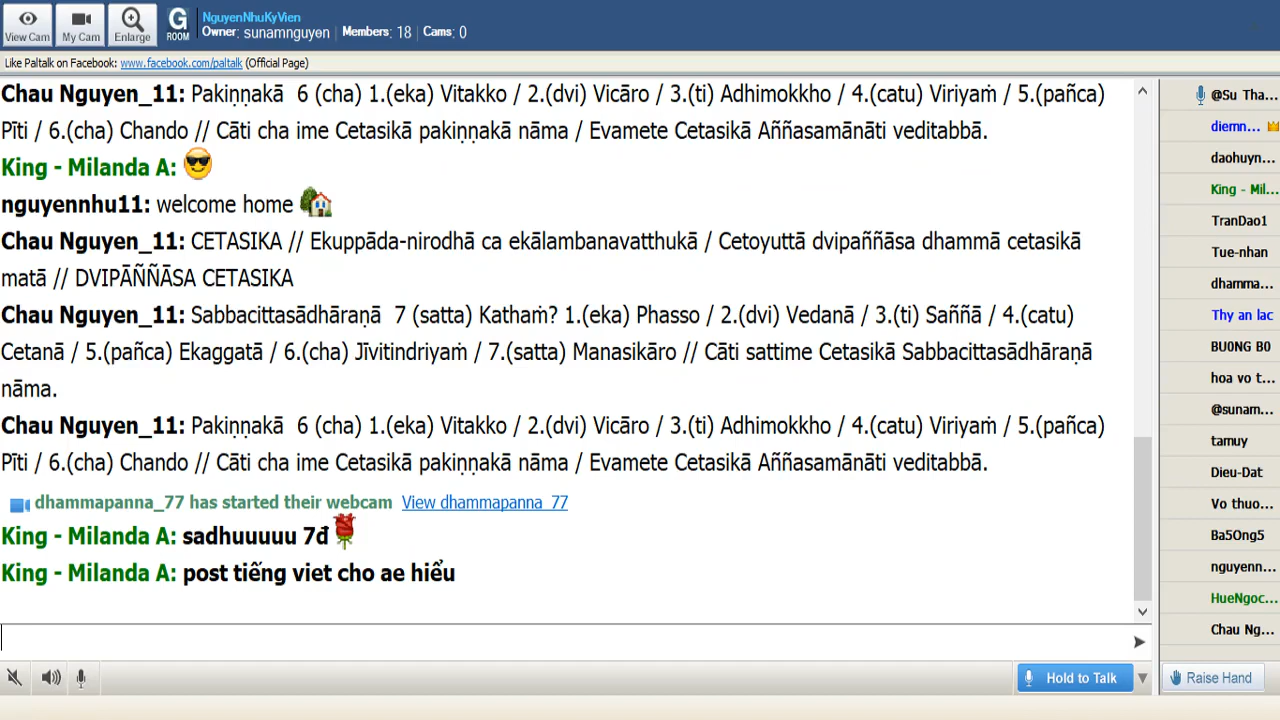 NguyenNhuKyVien
View Cam
My Cam
Enlarge
G
ROOM
Owner: sunamnguyen
Members: 18
Cams: 0
Like Paltalk on Facebook: www.facebook.com/paltalk (Official Page)
Chau Nguyen_11: Pakiṇṇakā 6 (cha) 1.(eka) Vitakko / 2.(dvi) Vicāro / 3.(ti) Adhimokkho / 4.(catu) Viriyaṁ / 5.(pañca)
Pīti / 6.(cha) Chando // Cāti cha ime Cetasikā pakiṇṇakā nāma / Evamete Cetasikā Aññasamānāti veditabbā.
King - Milanda A: 😎
nguyennhu11: welcome home 🏡
Chau Nguyen_11: CETASIKA // Ekuppāda-nirodhā ca ekālambanavatthukā / Cetoyuttā dvipaññāsa dhammā cetasikā
matā // DVIPĀÑÑĀSA CETASIKA
Chau Nguyen_11: Sabbacittasādhāraṇā 7 (satta) Kathaṁ? 1.(eka) Phasso / 2.(dvi) Vedanā / 3.(ti) Saññā / 4.(catu)
Cetanā / 5.(pañca) Ekaggatā / 6.(cha) Jīvitindriyaṁ / 7.(satta) Manasikāro // Cāti sattime Cetasikā Sabbacittasādhāraṇā
nāma.
Chau Nguyen_11: Pakiṇṇakā 6 (cha) 1.(eka) Vitakko / 2.(dvi) Vicāro / 3.(ti) Adhimokkho / 4.(catu) Viriyaṁ / 5.(pañca)
Pīti / 6.(cha) Chando // Cāti cha ime Cetasikā pakiṇṇakā nāma / Evamete Cetasikā Aññasamānāti veditabbā.
dhammapanna_77 has started their webcam View dhammapanna_77
King - Milanda A: sadhuuuuu 7đ 🌹
King - Milanda A: post tiếng viet cho ae hiểu
@Su Tha...
diemn...
daohuyn...
King - Mil...
TranDao1
Tue-nhan
dhamma...
Thy an lac
BU0NG B0
hoa vo t...
@sunam...
tamuy
Dieu-Dat
Vo thuo...
Ba5Ong5
nguyenn...
HueNgoc...
Chau Ng...
Hold to Talk
Raise Hand